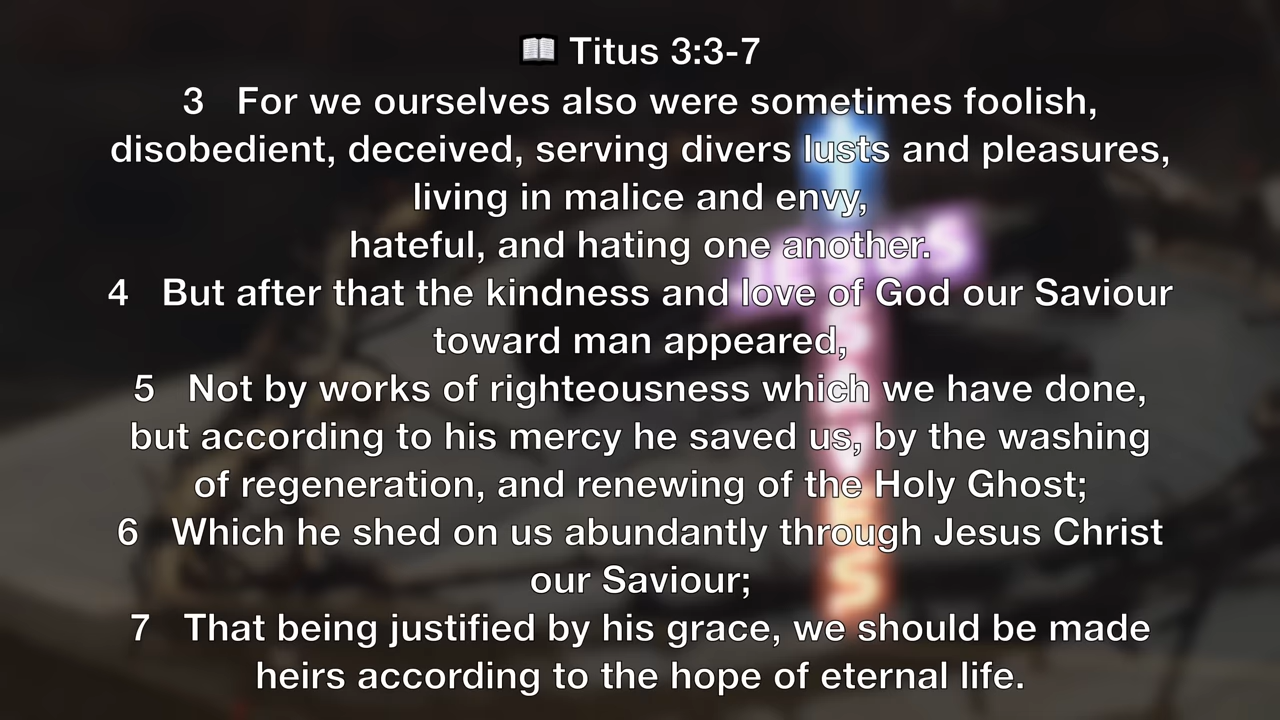 📖 Titus 3:3-7
3 For we ourselves also were sometimes foolish,
disobedient, deceived, serving divers lusts and pleasures,
living in malice and envy,
hateful, and hating one another.
4 But after that the kindness and love of God our Saviour
toward man appeared,
5 Not by works of righteousness which we have done,
but according to his mercy he saved us, by the washing
of regeneration, and renewing of the Holy Ghost;
6 Which he shed on us abundantly through Jesus Christ
our Saviour;
7 That being justified by his grace, we should be made
heirs according to the hope of eternal life.